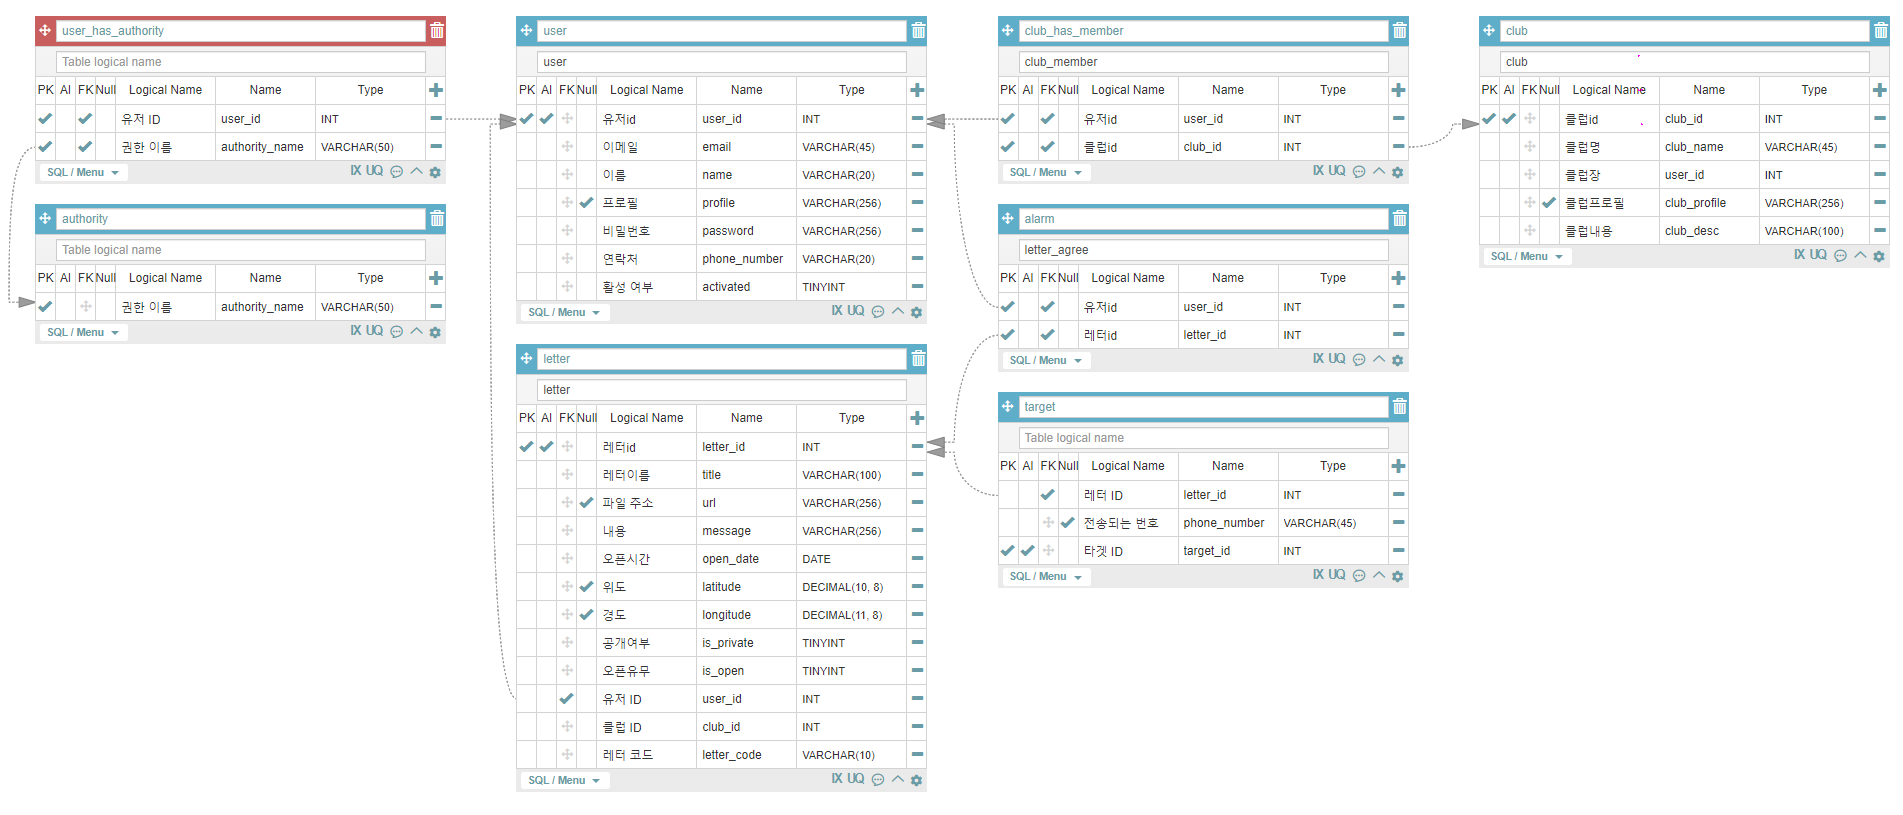 user_has_authority
Table logical name
PK AI FK Null Logical Name Name Type
유저 ID user_id INT
권한 이름 authority_name VARCHAR(50)
SQL / Menu IX UQ
authority
Table logical name
PK AI FK Null Logical Name Name Type
권한 이름 authority_name VARCHAR(50)
SQL / Menu IX UQ
user
user
PK AI FK Null Logical Name Name Type
유저id user_id INT
이메일 email VARCHAR(45)
이름 name VARCHAR(20)
프로필 profile VARCHAR(256)
비밀번호 password VARCHAR(256)
연락처 phone_number VARCHAR(20)
활성 여부 activated TINYINT
SQL / Menu IX UQ
letter
letter
PK AI FK Null Logical Name Name Type
레터id letter_id INT
레터이름 title VARCHAR(100)
파일 주소 url VARCHAR(256)
내용 message VARCHAR(256)
오픈시간 open_date DATE
위도 latitude DECIMAL(10, 8)
경도 longitude DECIMAL(11, 8)
공개여부 is_private TINYINT
오픈유무 is_open TINYINT
유저 ID user_id INT
클럽 ID club_id INT
레터 코드 letter_code VARCHAR(10)
SQL / Menu IX UQ
club_has_member
club_member
PK AI FK Null Logical Name Name Type
유저id user_id INT
클럽id club_id INT
SQL / Menu IX UQ
alarm
letter_agree
PK AI FK Null Logical Name Name Type
유저id user_id INT
레터id letter_id INT
SQL / Menu IX UQ
target
Table logical name
PK AI FK Null Logical Name Name Type
레터 ID letter_id INT
전송되는 번호 phone_number VARCHAR(45)
타겟 ID target_id INT
SQL / Menu IX UQ
club
club
PK AI FK Null Logical Name Name Type
클럽id club_id INT
클럽명 club_name VARCHAR(45)
클럽장 user_id INT
클럽프로필 club_profile VARCHAR(256)
클럽내용 club_desc VARCHAR(100)
SQL / Menu IX UQ